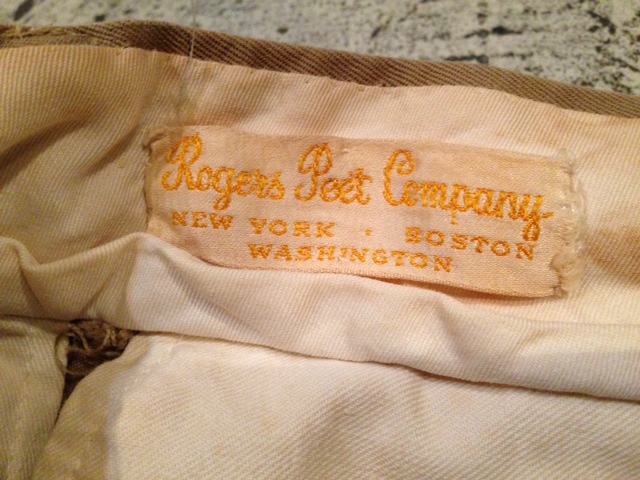 Rogers Peet Company
NEW YORK · BOSTON
WASHINGTON